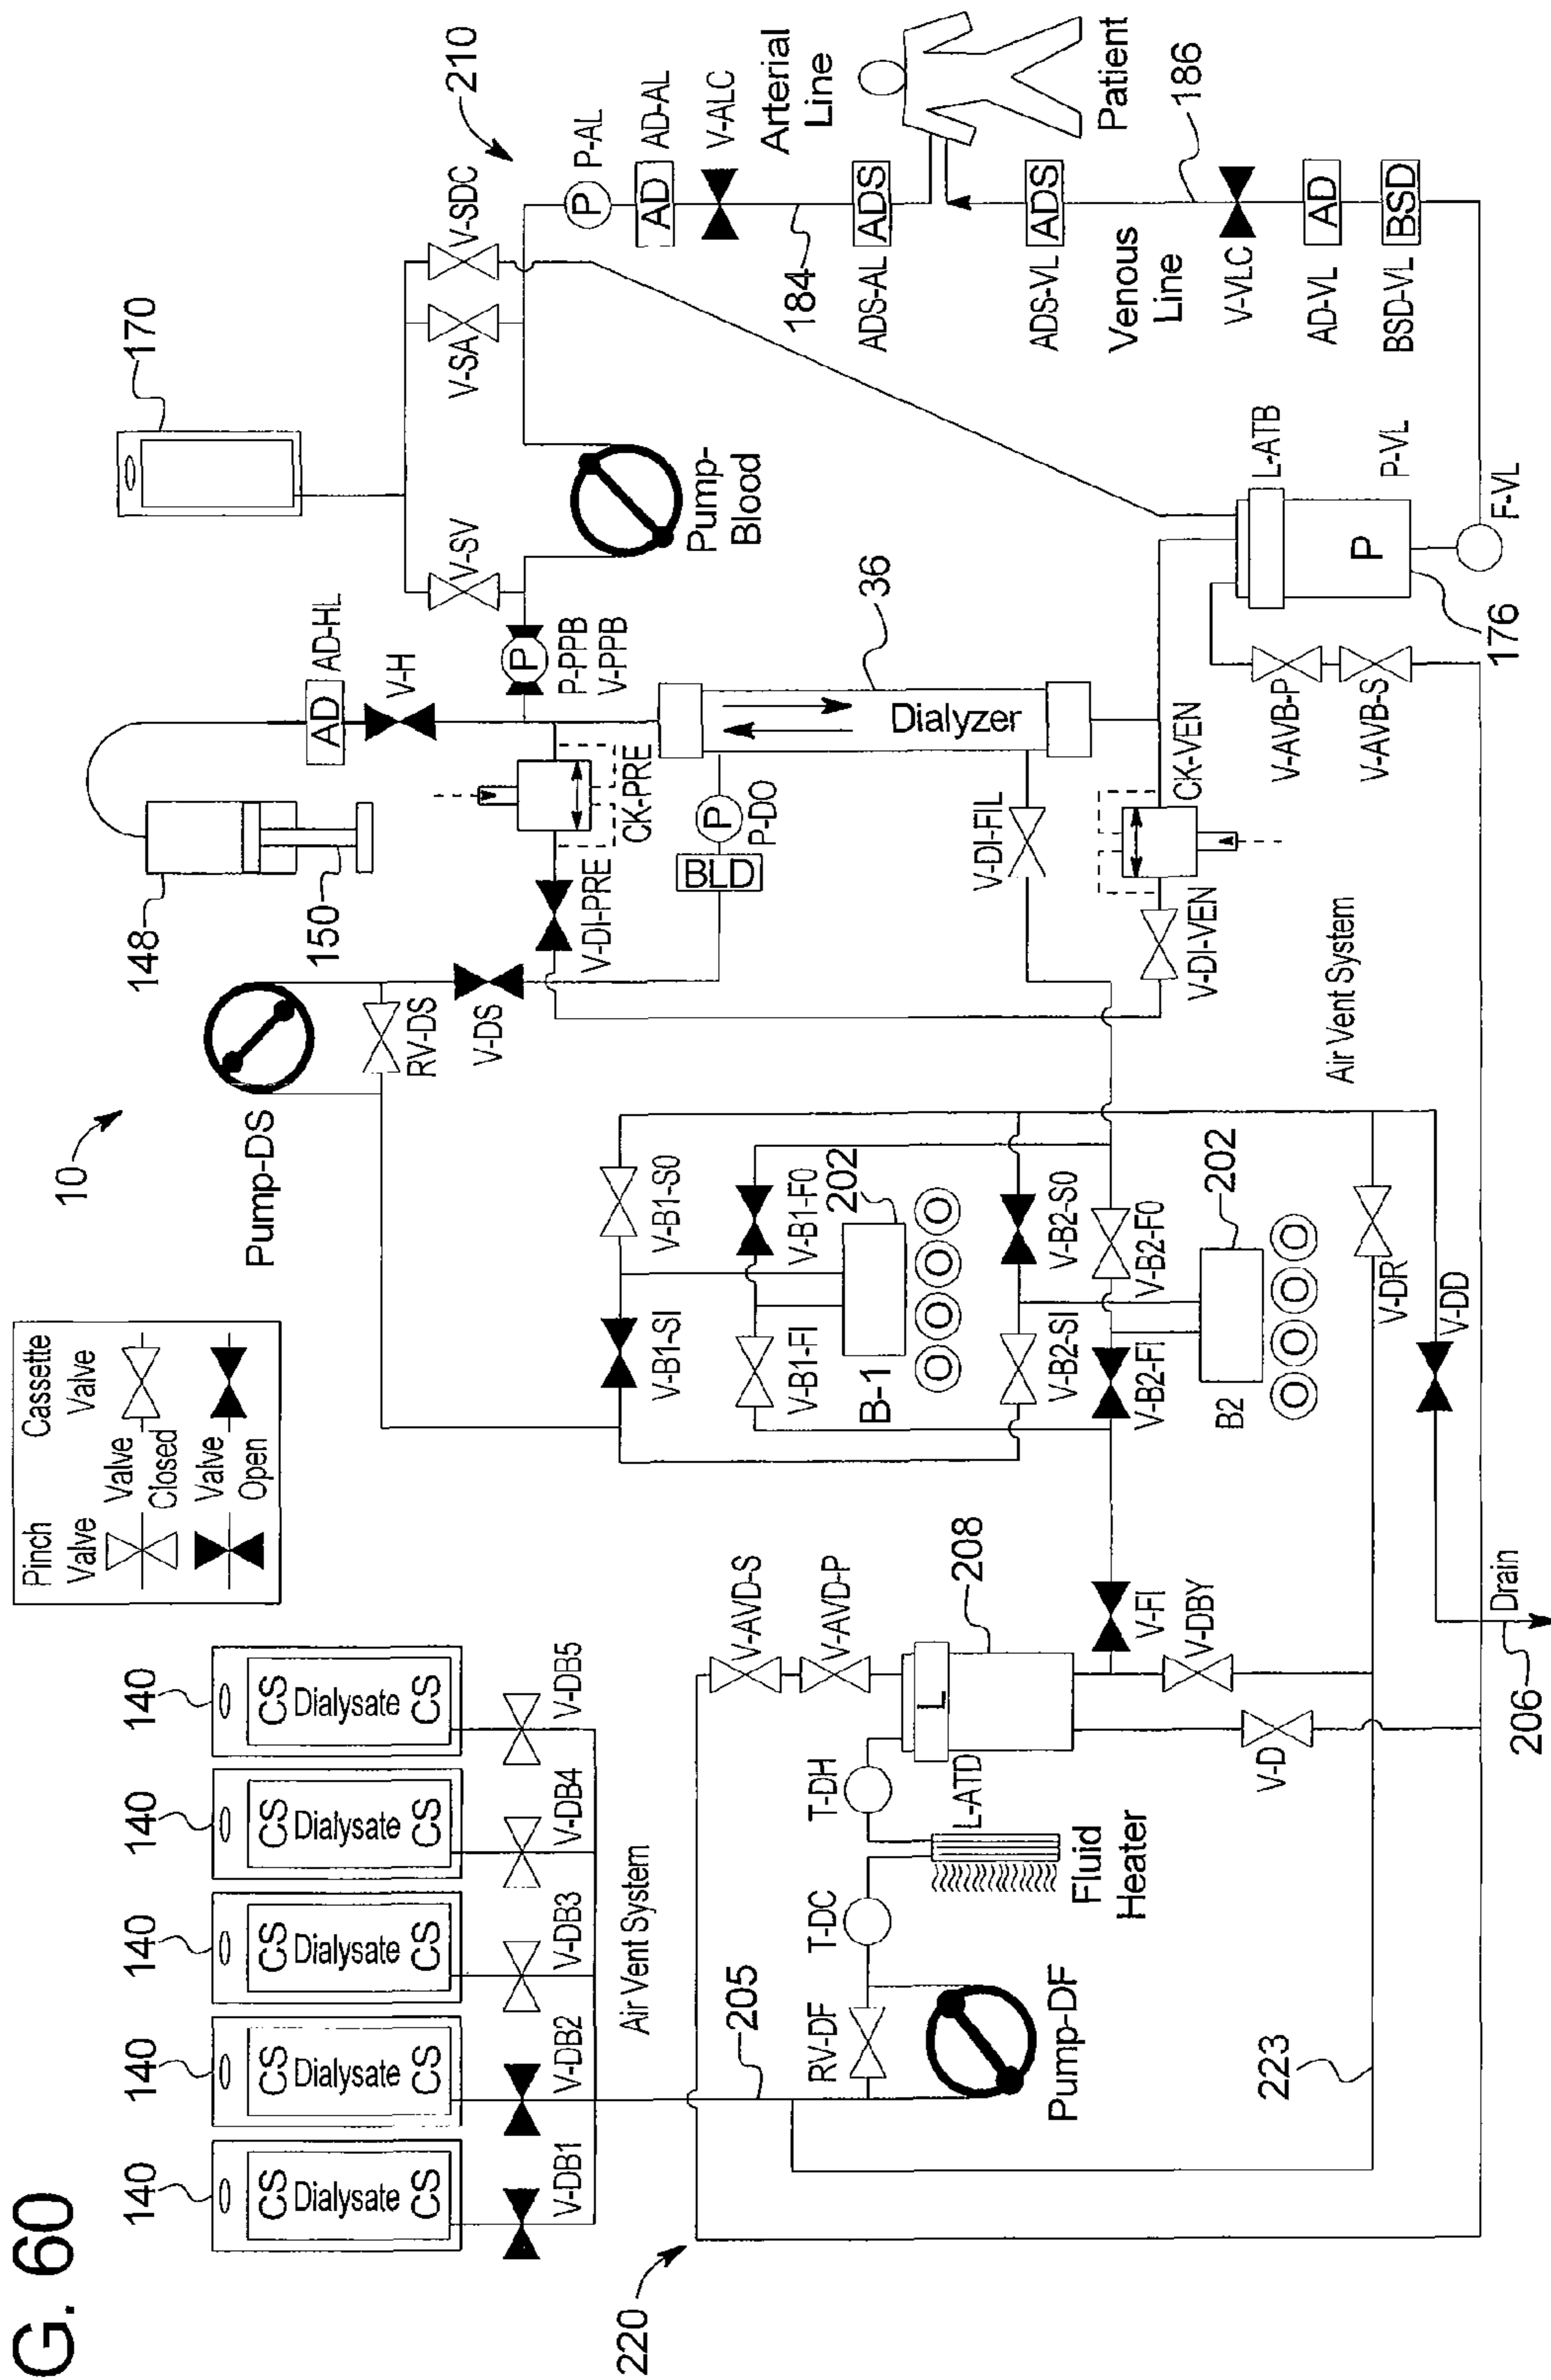 G. 60
10
Pinch
Valve
Cassette
Valve
Valve
Closed
Valve
Open
140
140
140
140
140
CS
Dialysate
CS
CS
Dialysate
CS
CS
Dialysate
CS
CS
Dialysate
CS
CS
Dialysate
CS
V-DB1
V-DB2
V-DB3
V-DB4
V-DB5
Air Vent System
220
205
RV-DF
Pump-DF
T-DC
T-DH
Fluid
Heater
L-ATD
L
208
V-AVD-S
V-AVD-P
V-FI
V-DBY
V-D
223
206
Drain
Pump-DS
RV-DS
V-DS
V-B1-SI
V-B1-S0
V-B1-FI
V-B1-F0
B-1
202
V-B2-SI
V-B2-S0
V-B2-FI
V-B2-F0
B2
202
V-DR
V-DD
Air Vent System
148
150
AD
AD-HL
V-H
CK-PRE
V-DI-PRE
BLD
P
P-DO
V-DI-FIL
V-DI-VEN
CK-VEN
Dialyzer
36
P
P-PPB
V-PPB
170
V-SV
V-SA
V-SDC
Pump-
Blood
210
P
P-AL
AD
AD-AL
V-ALC
Arterial
Line
184
ADS
ADS-AL
Patient
ADS
ADS-VL
Venous
Line
186
V-VLC
AD
AD-VL
BSD
BSD-VL
L-ATB
P
P-VL
F-VL
176
V-AVB-P
V-AVB-S